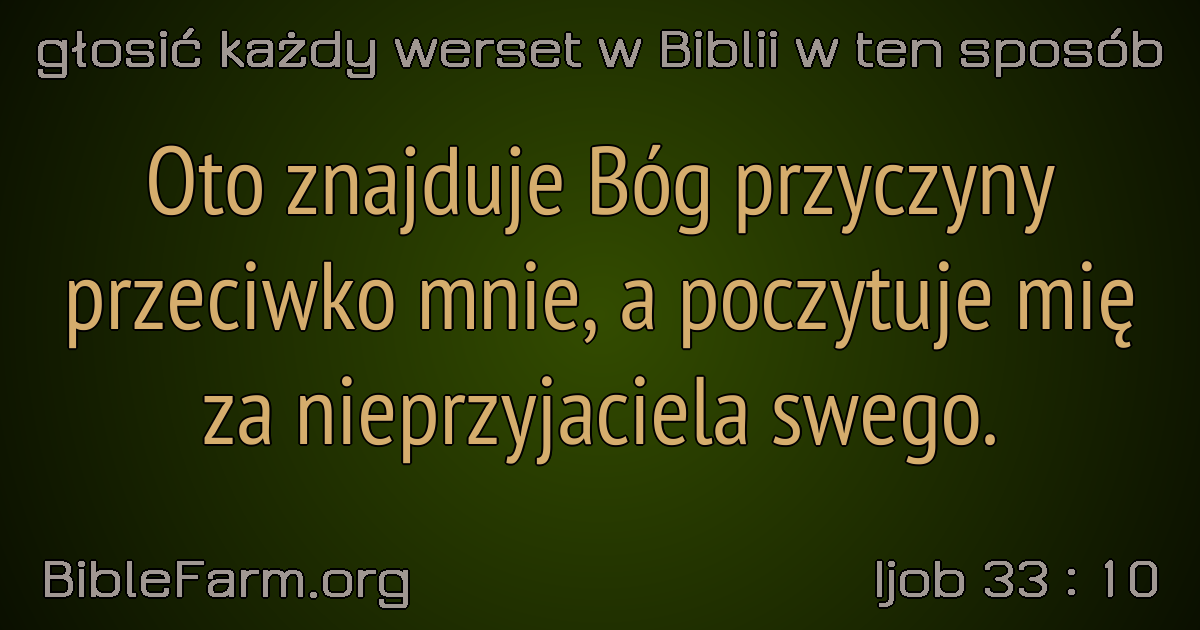 głosić każdy werset w Biblii w ten sposób
Oto znajduje Bóg przyczyny
przeciwko mnie, a poczytuje mię
za nieprzyjaciela swego.
BibleFarm.org
Ijob 33 : 10